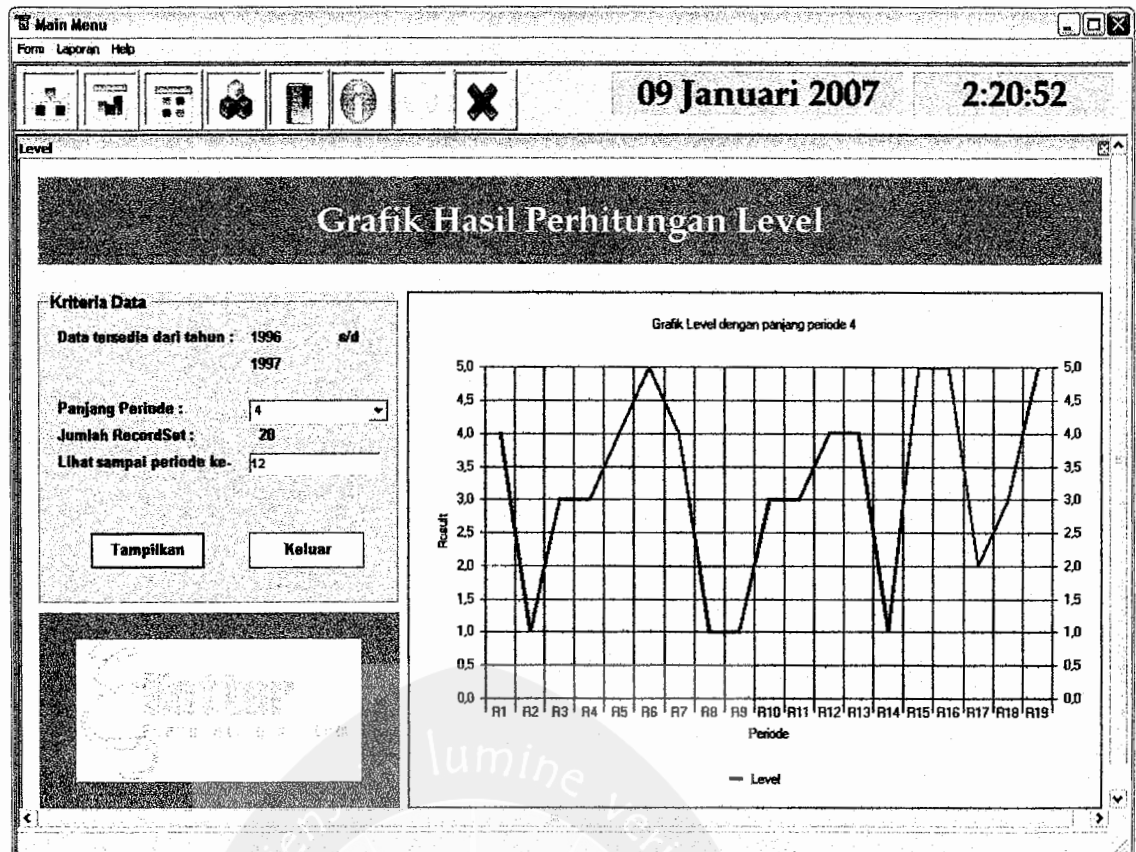 Main Menu
Form Laporan Help
09 Januari 2007 2:20:52
Level
Grafik Hasil Perhitungan Level
Kriteria Data
Data tersedia dari tahun : 1996 s/d
1997
Panjang Periode : 4
Jumlah RecordSet : 20
Lihat sampai periode ke- 12
Tampilkan Keluar
Grafik Level dengan panjang periode 4
5,0 5,0
4,5 4,5
4,0 4,0
3,5 3,5
3,0 3,0
2,5 2,5
2,0 2,0
1,5 1,5
1,0 1,0
0,5 0,5
0,0 0,0
Result
R1 R2 R3 R4 R5 R6 R7 R8 R9 R10 R11 R12 R13 R14 R15 R16 R17 R18 R19
Periode
Level
lumine